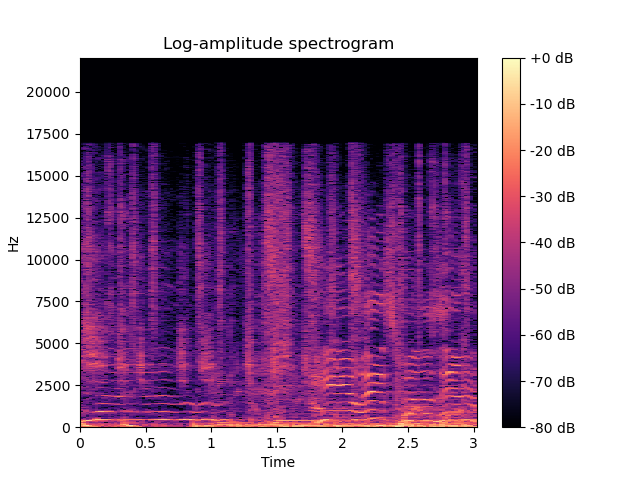 Log-amplitude spectrogram
20000
17500
15000
12500
10000
7500
5000
2500
0
Hz
0 0.5 1 1.5 2 2.5 3
Time
+0 dB
-10 dB
-20 dB
-30 dB
-40 dB
-50 dB
-60 dB
-70 dB
-80 dB